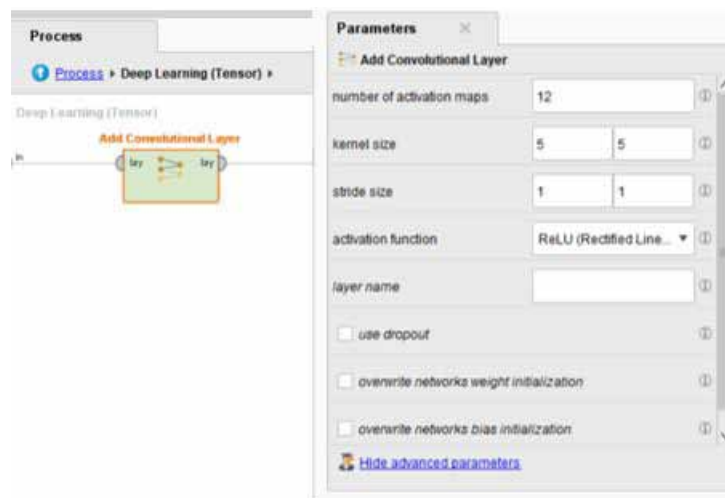 Process
Process ▸ Deep Learning (Tensor) ▸
Deep Learning (Tensor)
Add Convolutional Layer
in
lay
lay
Parameters
Add Convolutional Layer
number of activation maps
12
kernel size
5
5
stride size
1
1
activation function
ReLU (Rectified Line...
layer name
use dropout
overwrite networks weight initialization
overwrite networks bias initialization
Hide advanced parameters